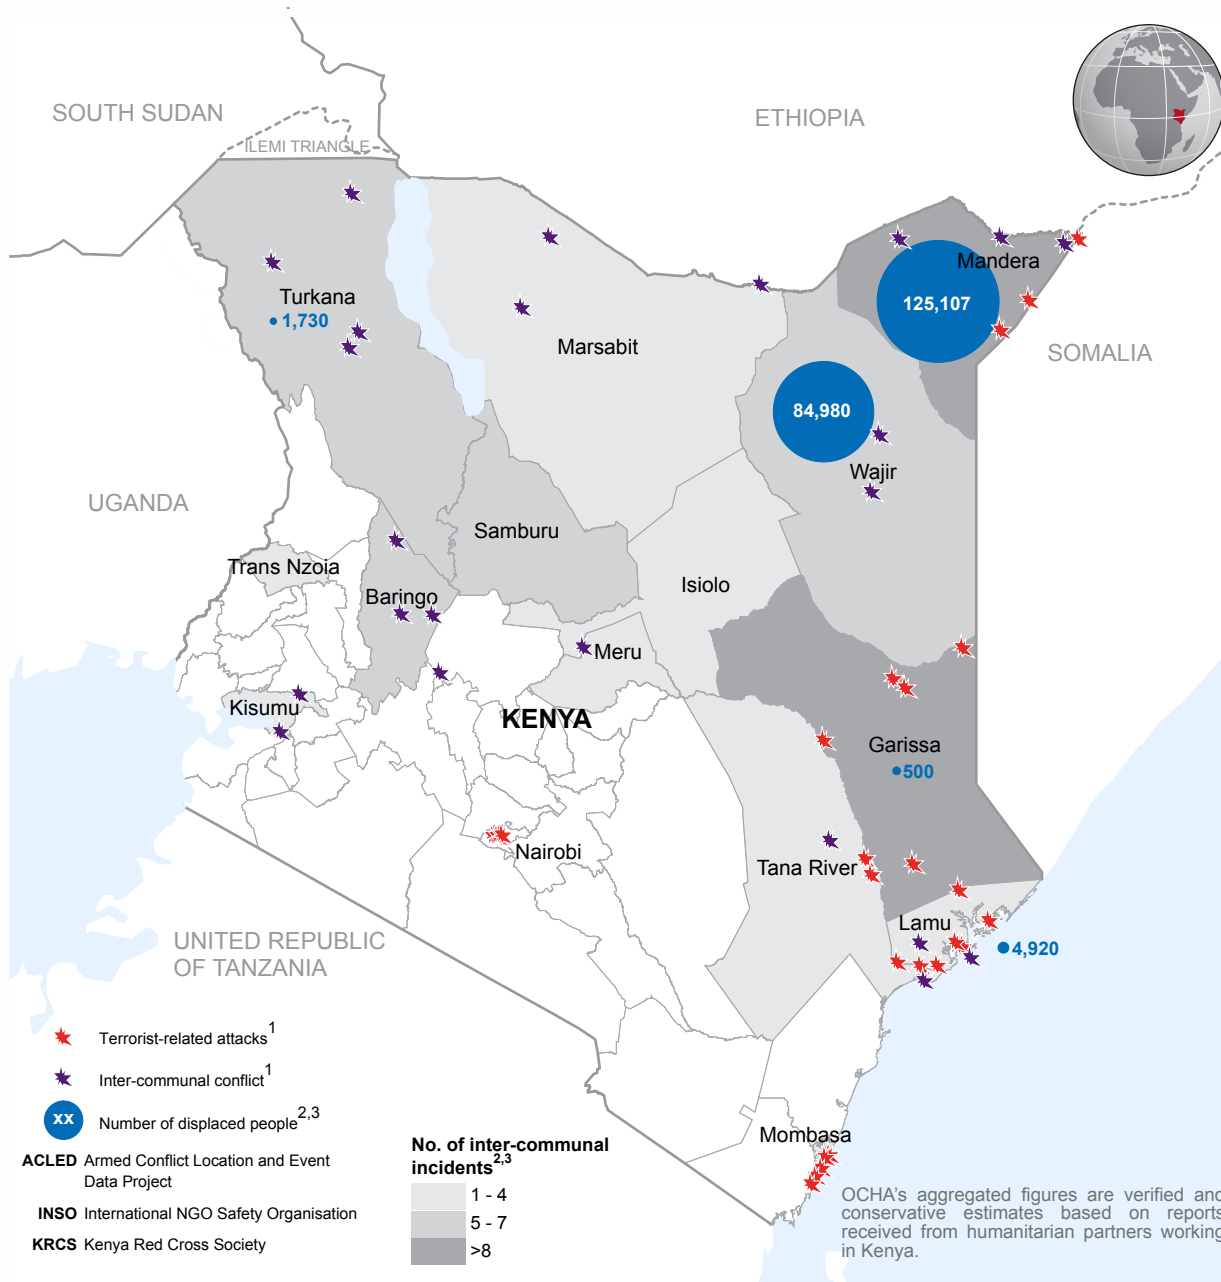 SOUTH SUDAN
ETHIOPIA
ILEMI TRIANGLE
Mandera
125,107
Turkana
1,730
SOMALIA
Marsabit
84,980
Wajir
UGANDA
Samburu
Trans Nzoia
Isiolo
Baringo
Meru
Kisumu
KENYA
Garissa
500
Nairobi
Tana River
Lamu
4,920
UNITED REPUBLIC
OF TANZANIA
Terrorist-related attacks1
Inter-communal conflict1
xx Number of displaced people2,3
ACLED Armed Conflict Location and Event
Data Project
INSO International NGO Safety Organisation
KRCS Kenya Red Cross Society
No. of inter-communal
incidents2,3
1 - 4
5 - 7
>8
Mombasa
OCHA's aggregated figures are verified and
conservative estimates based on reports
received from humanitarian partners working
in Kenya.